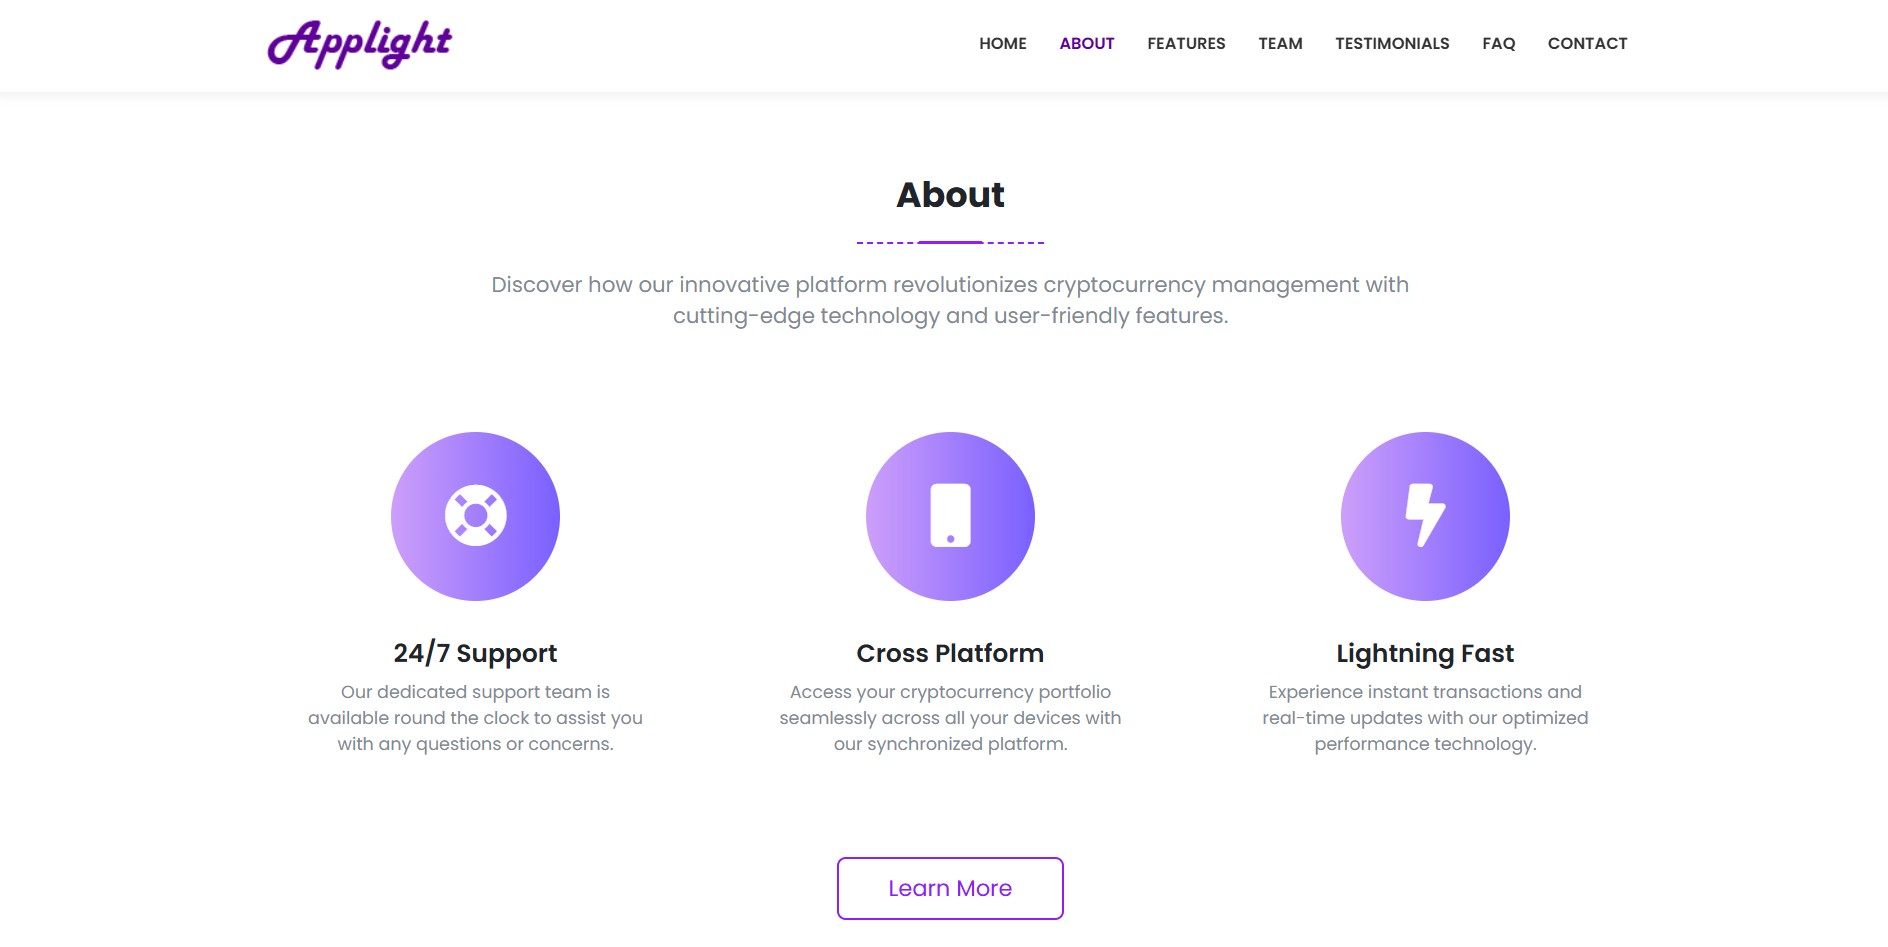 Applight
HOME ABOUT FEATURES TEAM TESTIMONIALS FAQ CONTACT
About
Discover how our innovative platform revolutionizes cryptocurrency management with
cutting-edge technology and user-friendly features.
24/7 Support
Our dedicated support team is
available round the clock to assist you
with any questions or concerns.
Cross Platform
Access your cryptocurrency portfolio
seamlessly across all your devices with
our synchronized platform.
Lightning Fast
Experience instant transactions and
real-time updates with our optimized
performance technology.
Learn More